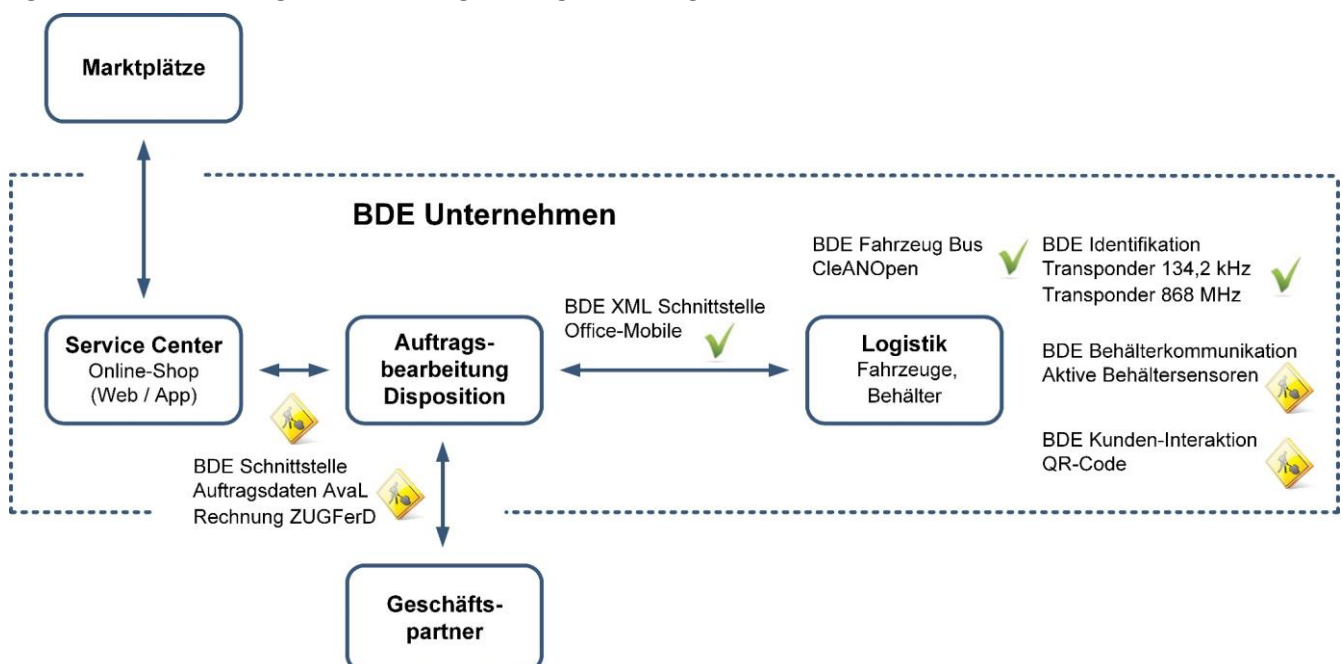 Marktplätze
BDE Unternehmen
BDE Fahrzeug Bus
CleANOpen
BDE Identifikation
Transponder 134,2 kHz
Transponder 868 MHz
BDE XML Schnittstelle
Office-Mobile
Service Center
Online-Shop
(Web / App)
Auftrags-
bearbeitung
Disposition
Logistik
Fahrzeuge,
Behälter
BDE Behälterkommunikation
Aktive Behältersensoren
BDE Kunden-Interaktion
QR-Code
BDE Schnittstelle
Auftragsdaten AvaL
Rechnung ZUGFerD
Geschäfts-
partner